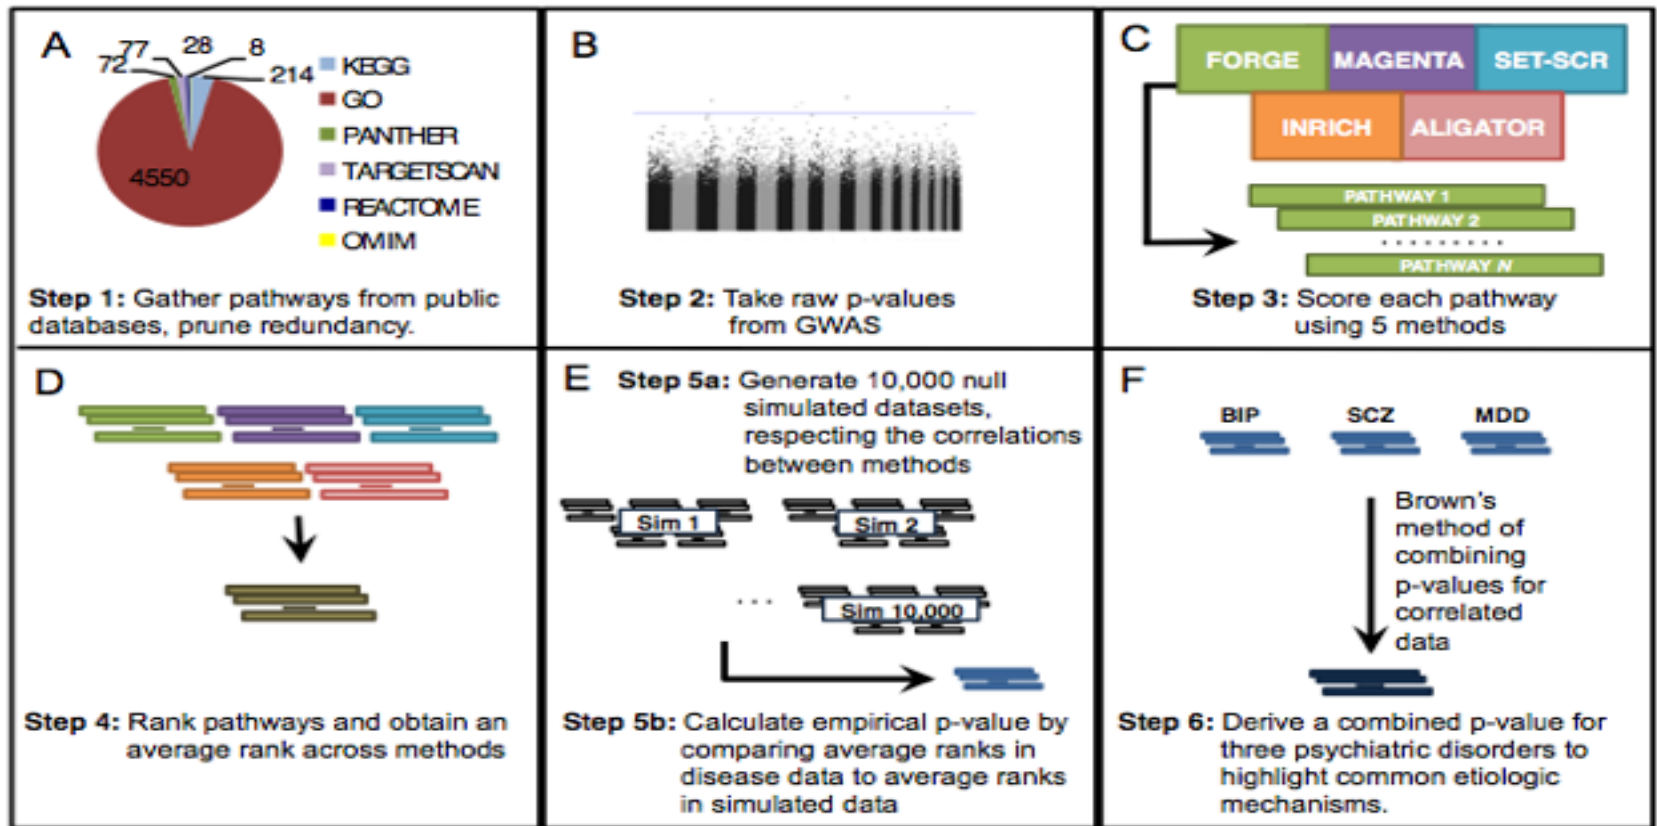 A
77
28
8
72
214
4550
KEGG
GO
PANTHER
TARGETSCAN
REACTOME
OMIM
Step 1: Gather pathways from public
databases, prune redundancy.
B
Step 2: Take raw p-values
from GWAS
C
FORGE
MAGENTA
SET-SCR
INRICH
ALIGATOR
PATHWAY 1
PATHWAY 2
.........
PATHWAY N
Step 3: Score each pathway
using 5 methods
D
Step 4: Rank pathways and obtain an
average rank across methods
E
Step 5a: Generate 10,000 null
simulated datasets,
respecting the correlations
between methods
Sim 1
Sim 2
...
Sim 10,000
Step 5b: Calculate empirical p-value by
comparing average ranks in
disease data to average ranks
in simulated data
F
BIP
SCZ
MDD
Brown's
method of
combining
p-values for
correlated
data
Step 6: Derive a combined p-value for
three psychiatric disorders to
highlight common etiologic
mechanisms.